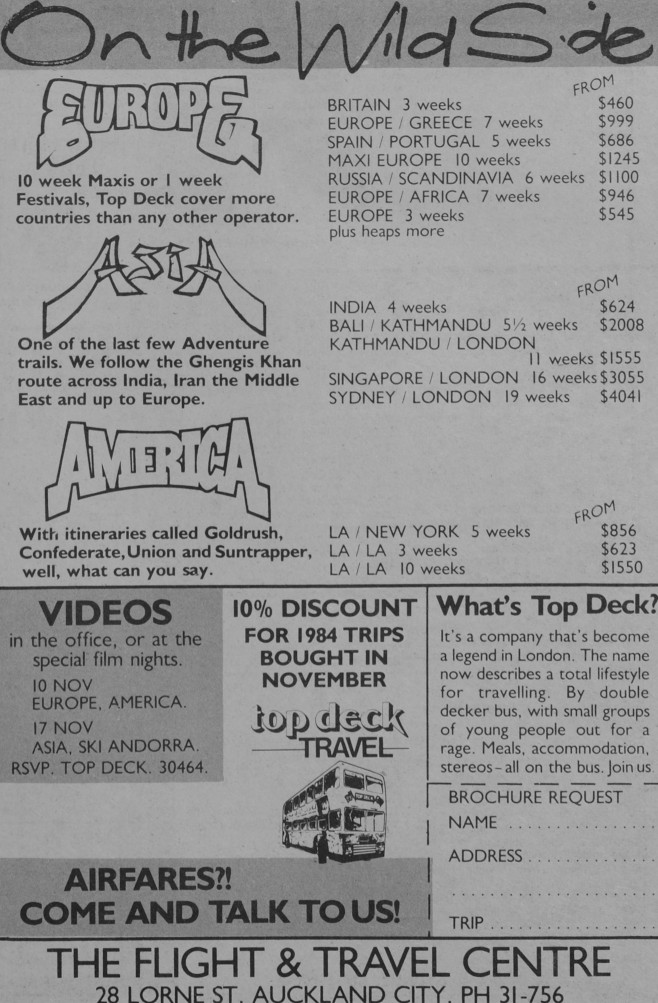 On the Wild Side
EUROPE
10 week Maxis or 1 week
Festivals, Top Deck cover more
countries than any other operator.
FROM
BRITAIN 3 weeks $460
EUROPE / GREECE 7 weeks $999
SPAIN / PORTUGAL 5 weeks $686
MAXI EUROPE 10 weeks $1245
RUSSIA / SCANDINAVIA 6 weeks $1100
EUROPE / AFRICA 7 weeks $946
EUROPE 3 weeks $545
plus heaps more
ASIA
One of the last few Adventure
trails. We follow the Ghengis Khan
route across India, Iran the Middle
East and up to Europe.
FROM
INDIA 4 weeks $624
BALI / KATHMANDU 5½ weeks $2008
KATHMANDU / LONDON
11 weeks $1555
SINGAPORE / LONDON 16 weeks $3055
SYDNEY / LONDON 19 weeks $4041
AMERICA
With itineraries called Goldrush,
Confederate, Union and Suntrapper,
well, what can you say.
FROM
LA / NEW YORK 5 weeks $856
LA / LA 3 weeks $623
LA / LA 10 weeks $1550
VIDEOS
in the office, or at the
special film nights.
10 NOV
EUROPE, AMERICA.
17 NOV
ASIA, SKI ANDORRA.
RSVP. TOP DECK. 30464.
10% DISCOUNT
FOR 1984 TRIPS
BOUGHT IN
NOVEMBER
top deck
TRAVEL
What's Top Deck?
It's a company that's become
a legend in London. The name
now describes a total lifestyle
for travelling. By double
decker bus, with small groups
of young people out for a
rage. Meals, accommodation,
stereos – all on the bus. Join us.
BROCHURE REQUEST
NAME ................
ADDRESS..............
....................
TRIP ..................
AIRFARES?!
COME AND TALK TO US!
THE FLIGHT & TRAVEL CENTRE
28 LORNE ST, AUCKLAND CITY. PH 31-756